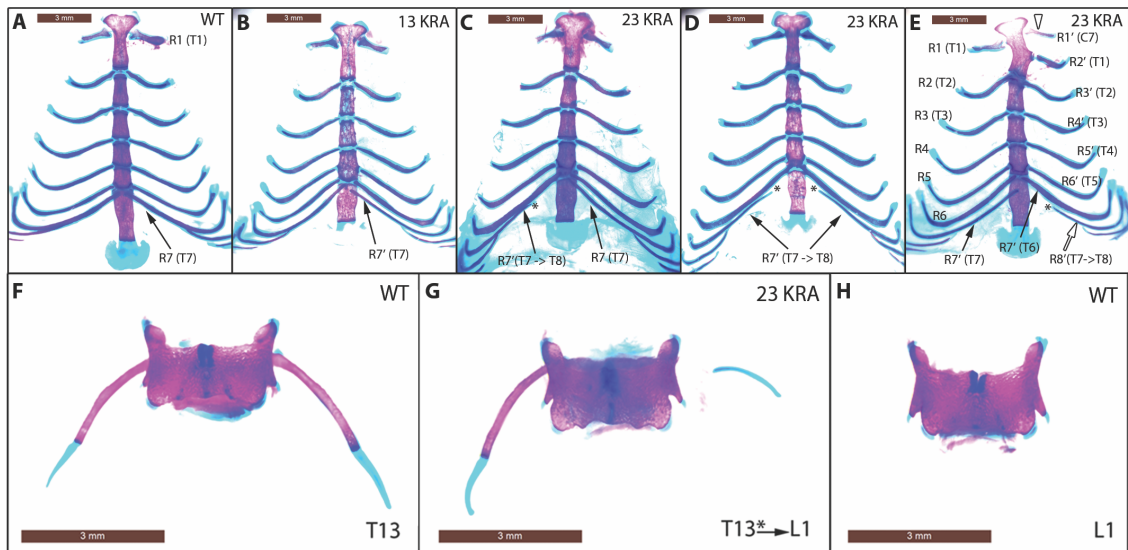 A 3 mm WT
R1 (T1)
R7 (T7)
B 3 mm 13 KRA
R7′ (T7)
C 3 mm 23 KRA
*
R7′(T7 -> T8) R7 (T7)
D 3 mm 23 KRA
* *
R7′ (T7 -> T8)
E 3 mm 23 KRA
R1′ (C7)
R1 (T1)
R2′ (T1)
R2 (T2)
R3′ (T2)
R3 (T3)
R4′ (T3)
R4
R5′ (T4)
R5
R6′ (T5)
R6
*
R7′ (T6)
R7′ (T7)
R8′(T7->T8)
F WT
3 mm
T13
G 23 KRA
3 mm
T13*→L1
H WT
3 mm
L1